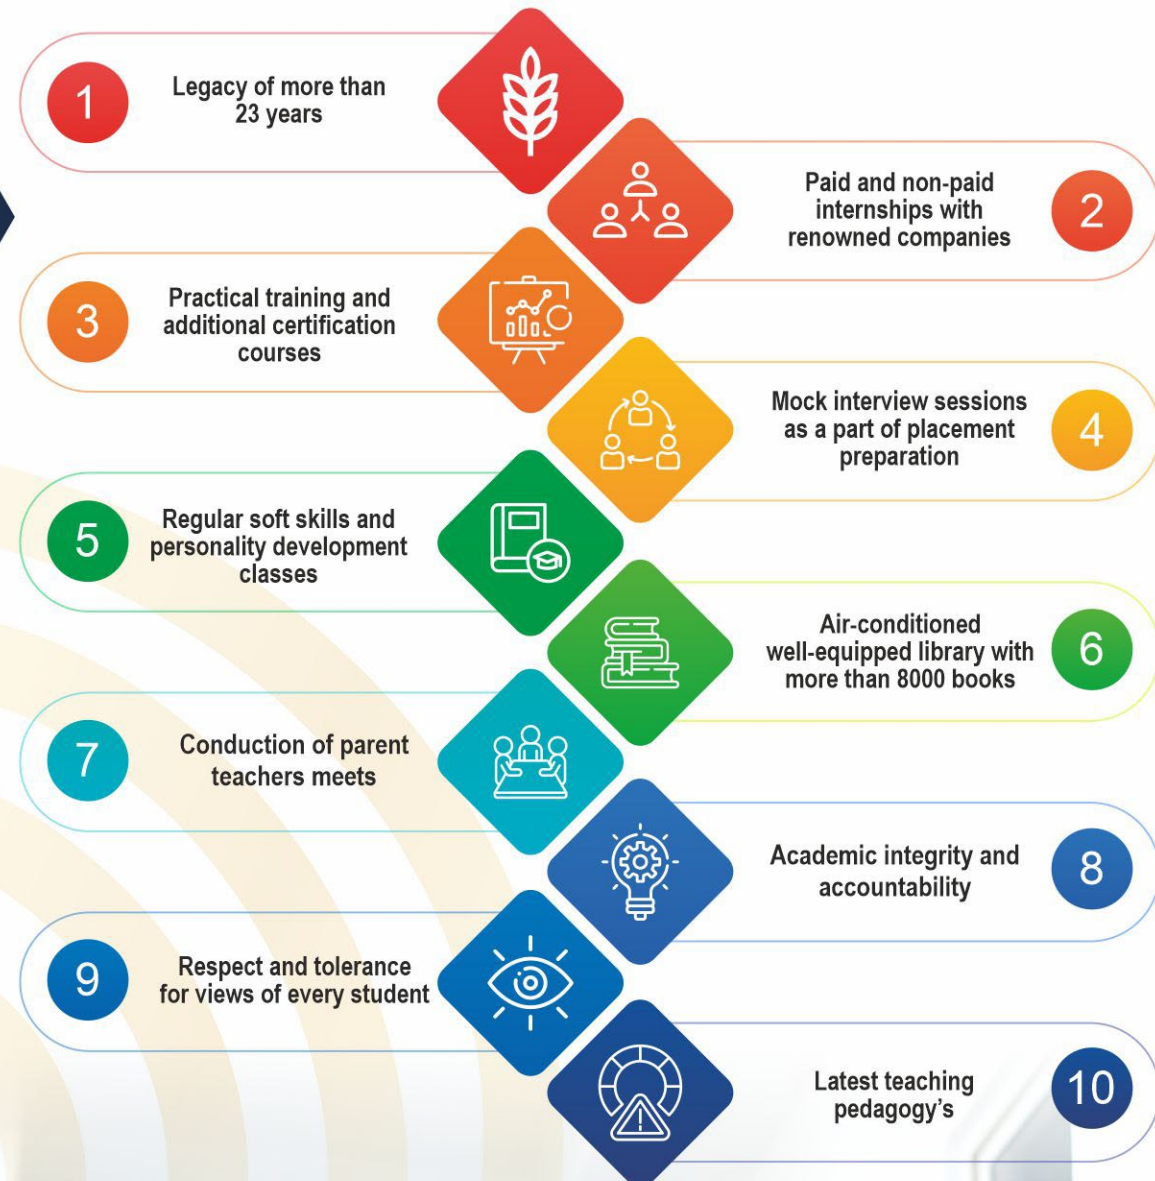 1
Legacy of more than
23 years
Paid and non-paid
internships with
renowned companies
2
3
Practical training and
additional certification
courses
Mock interview sessions
as a part of placement
preparation
4
5
Regular soft skills and
personality development
classes
Air-conditioned
well-equipped library with
more than 8000 books
6
7
Conduction of parent
teachers meets
Academic integrity and
accountability
8
9
Respect and tolerance
for views of every student
Latest teaching
pedagogy's
10